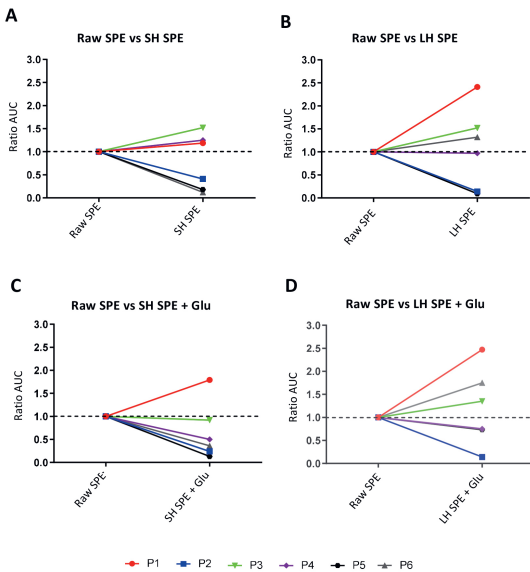 A
Raw SPE vs SH SPE
Ratio AUC
3.0
2.5
2.0
1.5
1.0
0.5
0.0
Raw SPE
SH SPE
B
Raw SPE vs LH SPE
Ratio AUC
3.0
2.5
2.0
1.5
1.0
0.5
0.0
Raw SPE
LH SPE
C
Raw SPE vs SH SPE + Glu
Ratio AUC
3.0
2.5
2.0
1.5
1.0
0.5
0.0
Raw SPE
SH SPE + Glu
D
Raw SPE vs LH SPE + Glu
Ratio AUC
3.0
2.5
2.0
1.5
1.0
0.5
0.0
Raw SPE
LH SPE + Glu
P1 P2 P3 P4 P5 P6